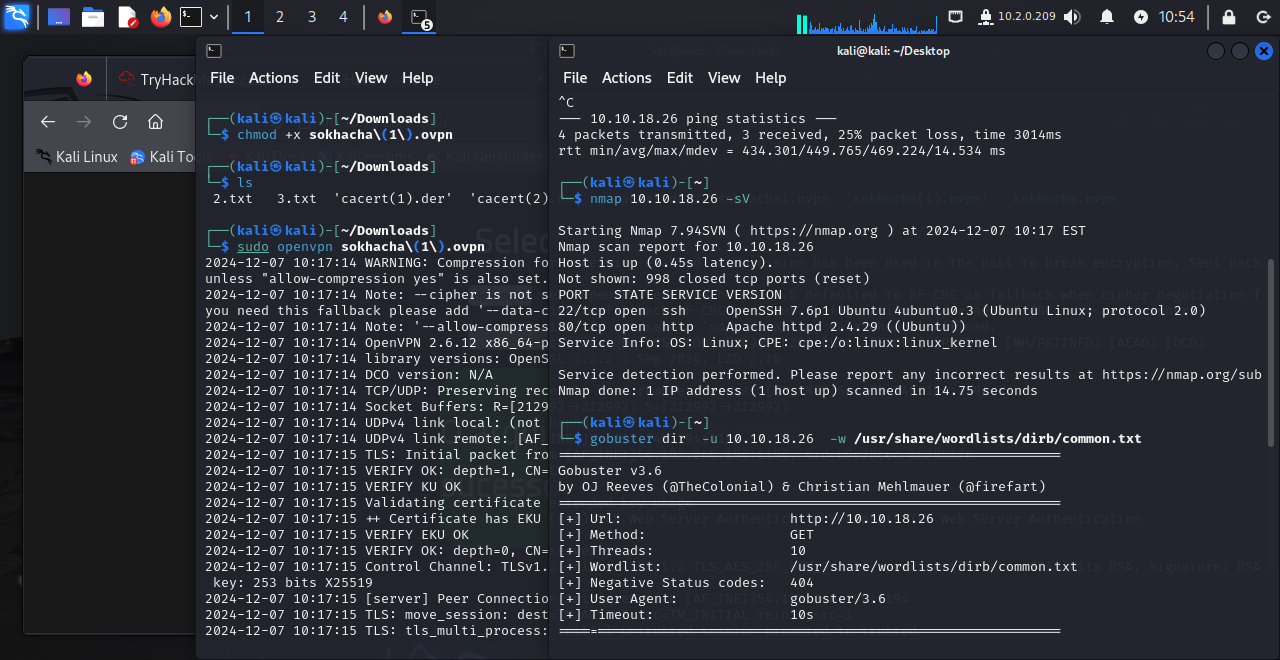 1 2 3 4 5 10.2.0.209 10:54
TryHackM
Kali Linux Kali Too
File Actions Edit View Help
┌──(kali㉿kali)-[~/Downloads]
└─$ chmod +x sokhacha\(1\).ovpn
┌──(kali㉿kali)-[~/Downloads]
└─$ ls
2.txt 3.txt 'cacert(1).der' 'cacert(2)
┌──(kali㉿kali)-[~/Downloads]
└─$ sudo openvpn sokhacha\(1\).ovpn
2024-12-07 10:17:14 WARNING: Compression fo
unless "allow-compression yes" is also set.
2024-12-07 10:17:14 Note: --cipher is not s
you need this fallback please add '--data-c
2024-12-07 10:17:14 Note: '--allow-compress
2024-12-07 10:17:14 OpenVPN 2.6.12 x86_64-p
2024-12-07 10:17:14 library versions: OpenS
2024-12-07 10:17:14 DCO version: N/A
2024-12-07 10:17:14 TCP/UDP: Preserving rec
2024-12-07 10:17:14 Socket Buffers: R=[2129
2024-12-07 10:17:14 UDPv4 link local: (not
2024-12-07 10:17:14 UDPv4 link remote: [AF_
2024-12-07 10:17:15 TLS: Initial packet fro
2024-12-07 10:17:15 VERIFY OK: depth=1, CN=
2024-12-07 10:17:15 VERIFY KU OK
2024-12-07 10:17:15 Validating certificate
2024-12-07 10:17:15 ++ Certificate has EKU
2024-12-07 10:17:15 VERIFY EKU OK
2024-12-07 10:17:15 VERIFY OK: depth=0, CN=
2024-12-07 10:17:15 Control Channel: TLSv1.
key: 253 bits X25519
2024-12-07 10:17:15 [server] Peer Connection
2024-12-07 10:17:15 TLS: move_session: dest
2024-12-07 10:17:15 TLS: tls_multi_process:
kali@kali: ~/Desktop
File Actions Edit View Help
^C
─── 10.10.18.26 ping statistics ───
4 packets transmitted, 3 received, 25% packet loss, time 3014ms
rtt min/avg/max/mdev = 434.301/449.765/469.224/14.534 ms
┌──(kali㉿kali)-[~]
└─$ nmap 10.10.18.26 -sV
Starting Nmap 7.94SVN ( https://nmap.org ) at 2024-12-07 10:17 EST
Nmap scan report for 10.10.18.26
Host is up (0.45s latency).
Not shown: 998 closed tcp ports (reset)
PORT STATE SERVICE VERSION
22/tcp open ssh OpenSSH 7.6p1 Ubuntu 4ubuntu0.3 (Ubuntu Linux; protocol 2.0)
80/tcp open http Apache httpd 2.4.29 ((Ubuntu))
Service Info: OS: Linux; CPE: cpe:/o:linux:linux_kernel
Service detection performed. Please report any incorrect results at https://nmap.org/sub
Nmap done: 1 IP address (1 host up) scanned in 14.75 seconds
┌──(kali㉿kali)-[~]
└─$ gobuster dir -u 10.10.18.26 -w /usr/share/wordlists/dirb/common.txt
===============================================================
Gobuster v3.6
by OJ Reeves (@TheColonial) & Christian Mehlmauer (@firefart)
===============================================================
[+] Url: http://10.10.18.26
[+] Method: GET
[+] Threads: 10
[+] Wordlist: /usr/share/wordlists/dirb/common.txt
[+] Negative Status codes: 404
[+] User Agent: gobuster/3.6
[+] Timeout: 10s
===============================================================